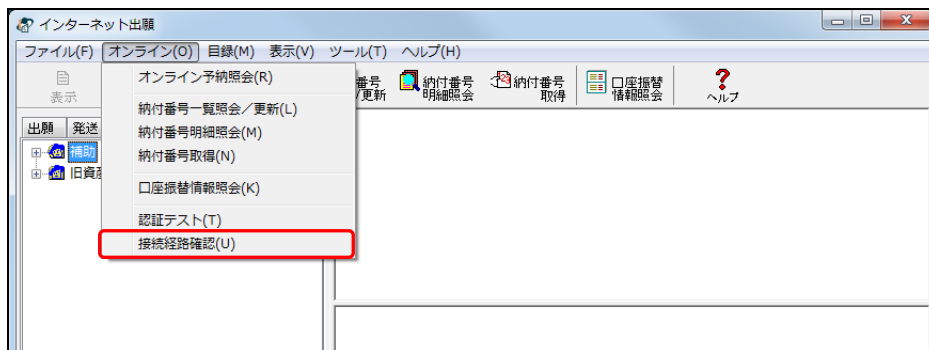 インターネット出願
ファイル(F) オンライン(O) 目録(M) 表示(V) ツール(T) ヘルプ(H)
表示
番号
/更新
納付番号
明細照会
納付番号
取得
口座振替
情報照会
ヘルプ
出願 発送
補助
旧資産
オンライン予納照会(R)
納付番号一覧照会/更新(L)
納付番号明細照会(M)
納付番号取得(N)
口座振替情報照会(K)
認証テスト(T)
接続経路確認(U)